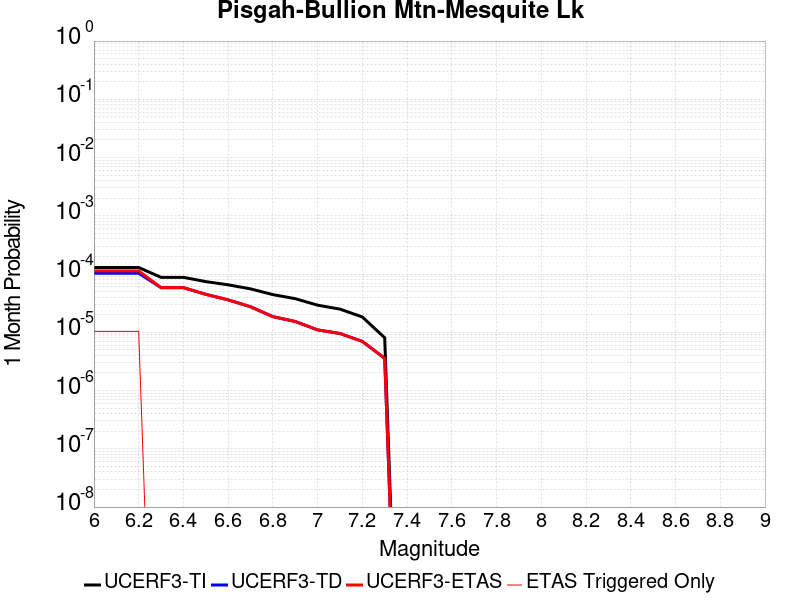 Pisgah-Bullion Mtn-Mesquite Lk
10^0
10^-1
10^-2
10^-3
10^-4
10^-5
10^-6
10^-7
10^-8
1 Month Probability
6 6.2 6.4 6.6 6.8 7 7.2 7.4 7.6 7.8 8 8.2 8.4 8.6 8.8 9
Magnitude
UCERF3-TI UCERF3-TD UCERF3-ETAS ETAS Triggered Only